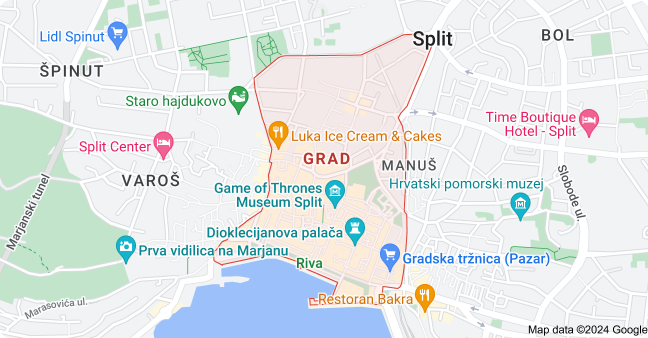 Lidl Spinut
Split
BOL
ŠPINUT
Staro hajdukovo
Time Boutique
Hotel - Split
Luka Ice Cream & Cakes
Split Center
GRAD
MANUŠ
VAROŠ
Game of Thrones
Museum Split
Hrvatski pomorski muzej
Slobode ul.
Marjanski tunel
Dioklecijanova palača
Prva vidilica na Marjanu
Riva
Gradska tržnica (Pazar)
Marasovića ul.
Restoran Bakra
Map data ©2024 Google